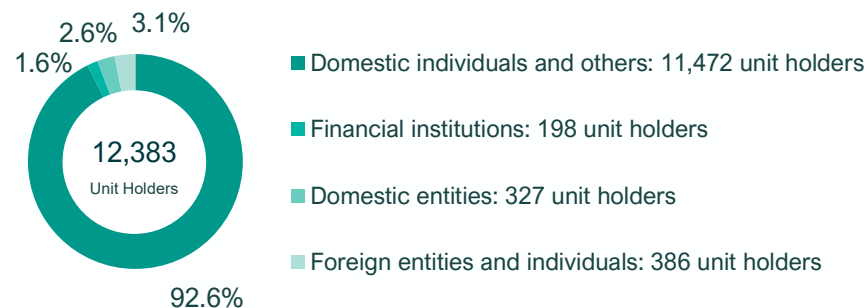 3.1%
2.6%
1.6%
12,383
Unit Holders
92.6%
Domestic individuals and others: 11,472 unit holders
Financial institutions: 198 unit holders
Domestic entities: 327 unit holders
Foreign entities and individuals: 386 unit holders